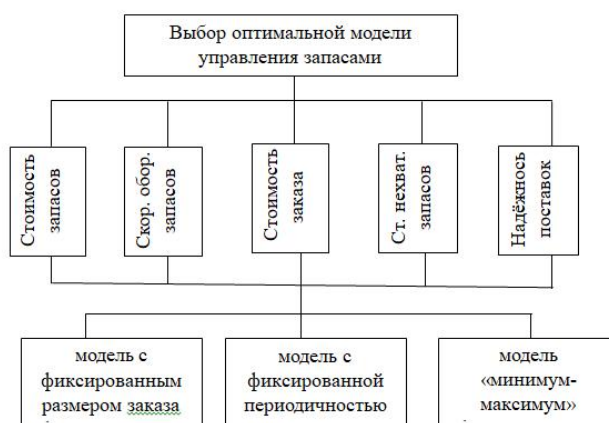 Выбор оптимальной модели
управления запасами
Стоимость
запасов
Скор. обор.
запасов
Стоимость
заказа
Ст. нехват.
запасов
Надёжнось
поставок
модель с
фиксированным
размером заказа
модель с
фиксированной
периодичностью
модель
«минимум-
максимум»